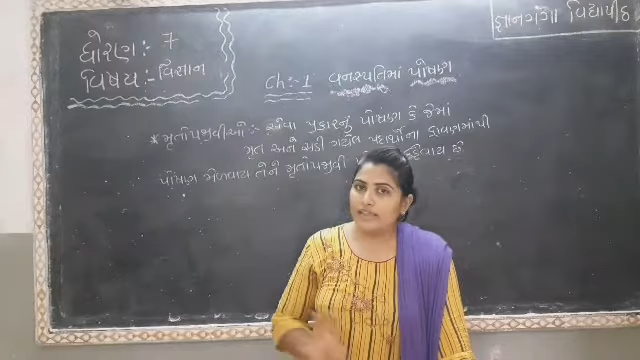 ધોરણ:- 7
વિષય:- વિજ્ઞાન
જ્ઞાનગંગા વિદ્યાપીઠ
Ch:-1 વનસ્પતિમાં પોષણ
* મૃતોપજીવીઓ :- એવા પ્રકારનું પોષણ કે જેમાં
મૃત અને સડી ગયેલ પદાર્થોના દ્રાવણમાંથી
પોષણ મેળવાય તેને મૃતોપજીવી કહેવાય છે